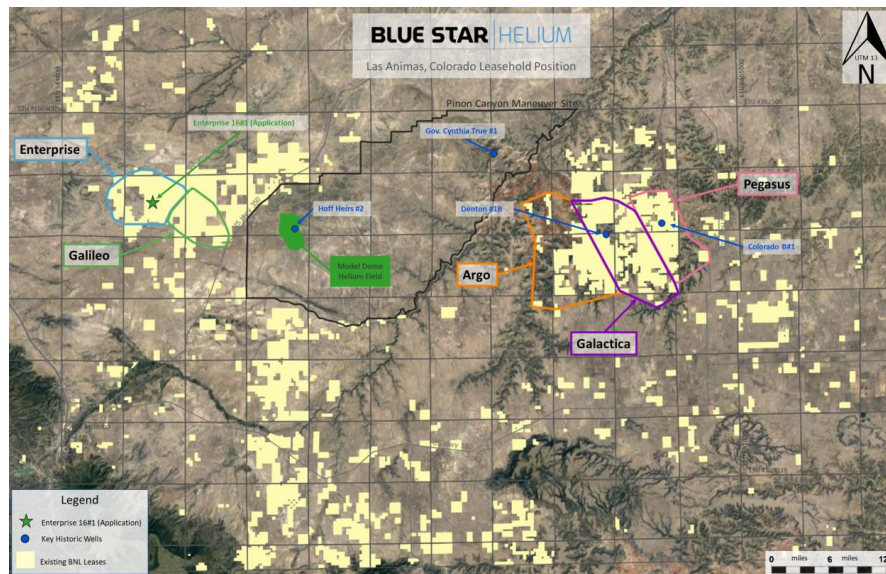 BLUE STAR HELIUM
Las Animas, Colorado Leasehold Position
UTM 13
N
Pinon Canyon Maneuver Site
Enterprise 16#1 (Application)
Gov. Cynthia True #1
Enterprise
Pegasus
Hoff Heirs #2
Denton #1B
Colorado B#1
Galileo
Model Dome
Helium Field
Argo
Galactica
Legend
Enterprise 16#1 (Application)
Key Historic Wells
Existing BNL Leases
0 miles 6 miles 12